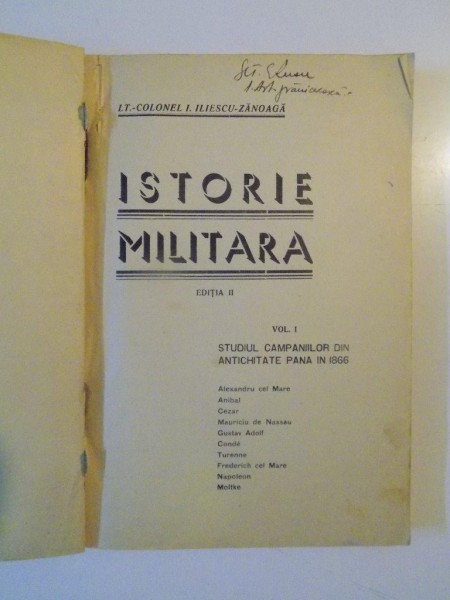 LT.-COLONEL I. ILIESCU-ZĂNOAGĂ
ISTORIE
MILITARA
EDIȚIA II
VOL. I
STUDIUL CAMPANIILOR DIN
ANTICHITATE PANA IN 1866
Alexandru cel Mare
Anibal
Cezar
Mauriciu de Nassau
Gustav Adolf
Condé
Turenne
Frederich cel Mare
Napoleon
Moltke